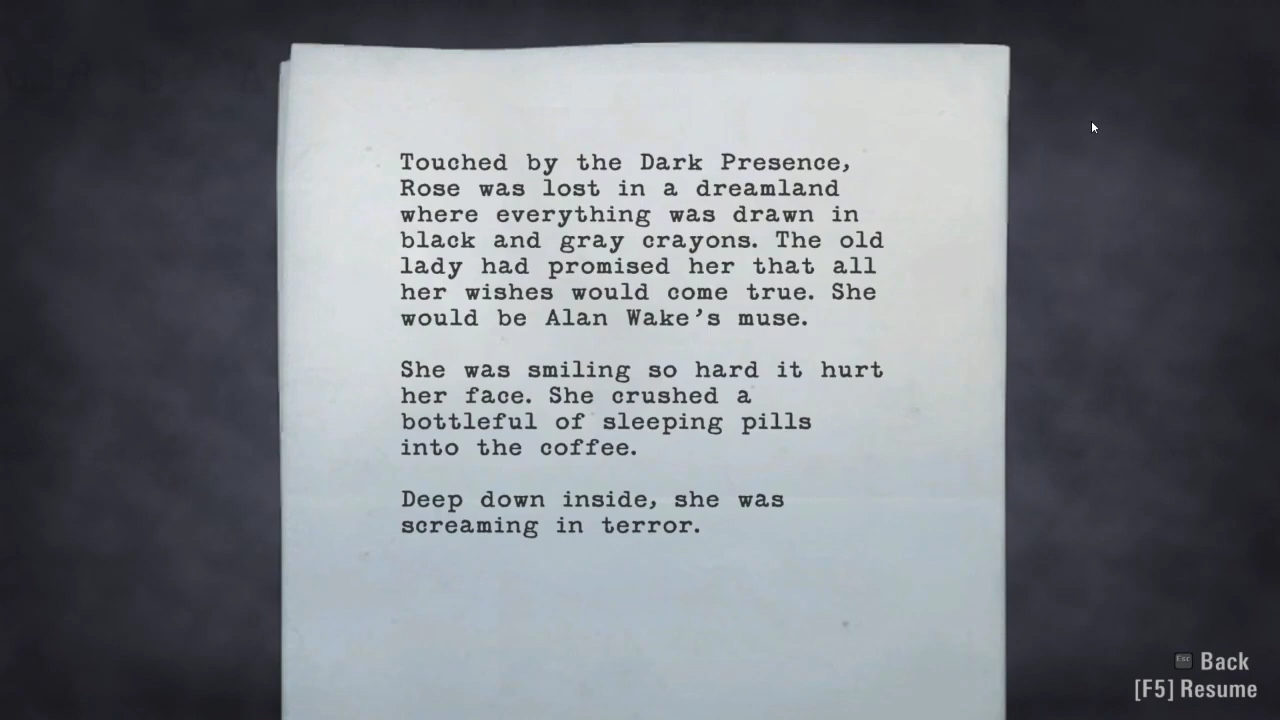 Touched by the Dark Presence,
Rose was lost in a dreamland
where everything was drawn in
black and gray crayons. The old
lady had promised her that all
her wishes would come true. She
would be Alan Wake's muse.
She was smiling so hard it hurt
her face. She crushed a
bottleful of sleeping pills
into the coffee.
Deep down inside, she was
screaming in terror.
Esc Back
[F5] Resume